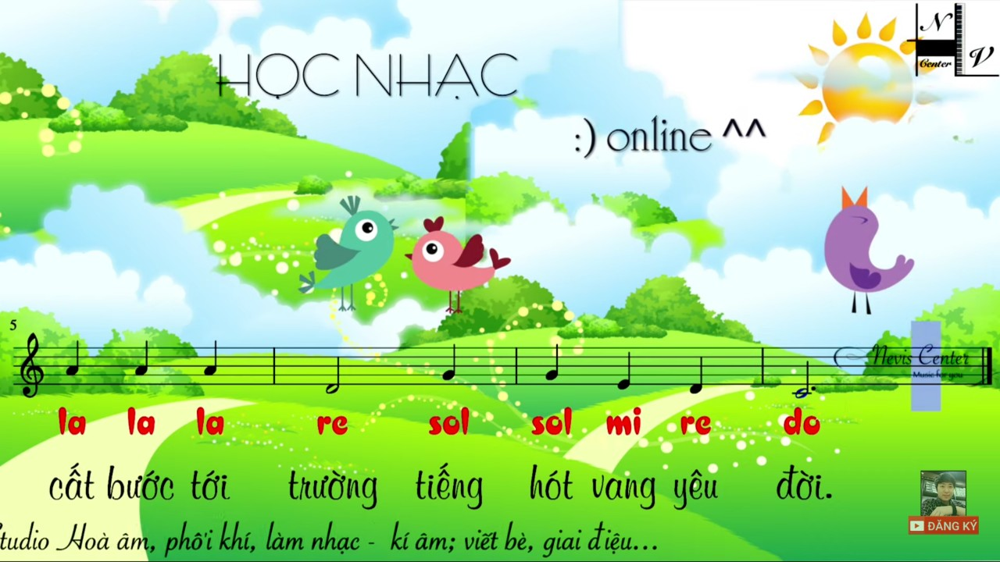 N
Center
V
HỌC NHẠC
:) online ^^
5
Nevis Center
Music for you
la la la re sol sol mi re do
cất bước tới trường tiếng hót vang yêu đời.
tudio Hoà âm, phối khí, làm nhạc - kí âm; viết bè, giai điệu...
ĐĂNG KÝ